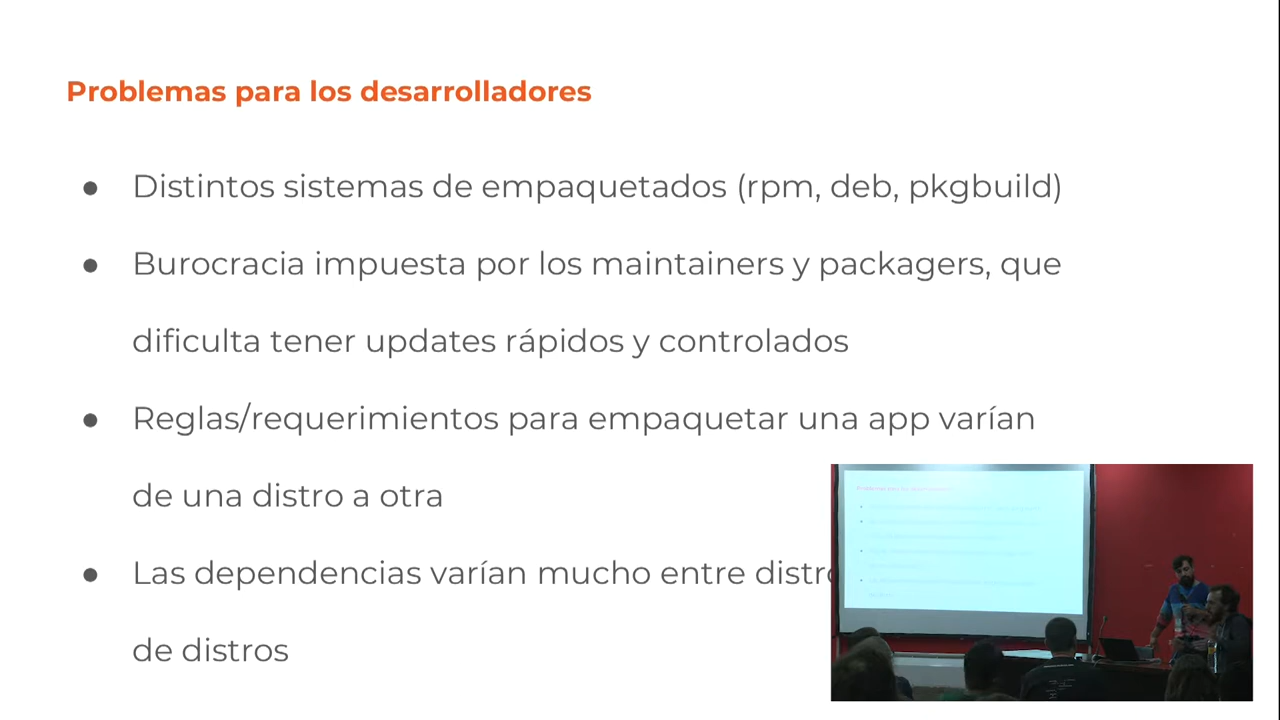 Problemas para los desarrolladores
● Distintos sistemas de empaquetados (rpm, deb, pkgbuild)
● Burocracia impuesta por los maintainers y packagers, que
dificulta tener updates rápidos y controlados
● Reglas/requerimientos para empaquetar una app varían
de una distro a otra
● Las dependencias varían mucho entre
de distros